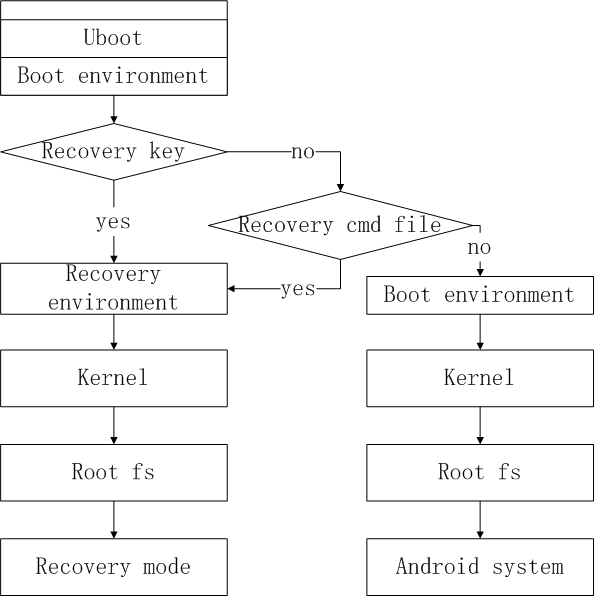 Uboot
Boot environment
Recovery key
no
yes
Recovery cmd file
no
Recovery
environment
yes
Boot environment
Kernel
Kernel
Root fs
Root fs
Recovery mode
Android system